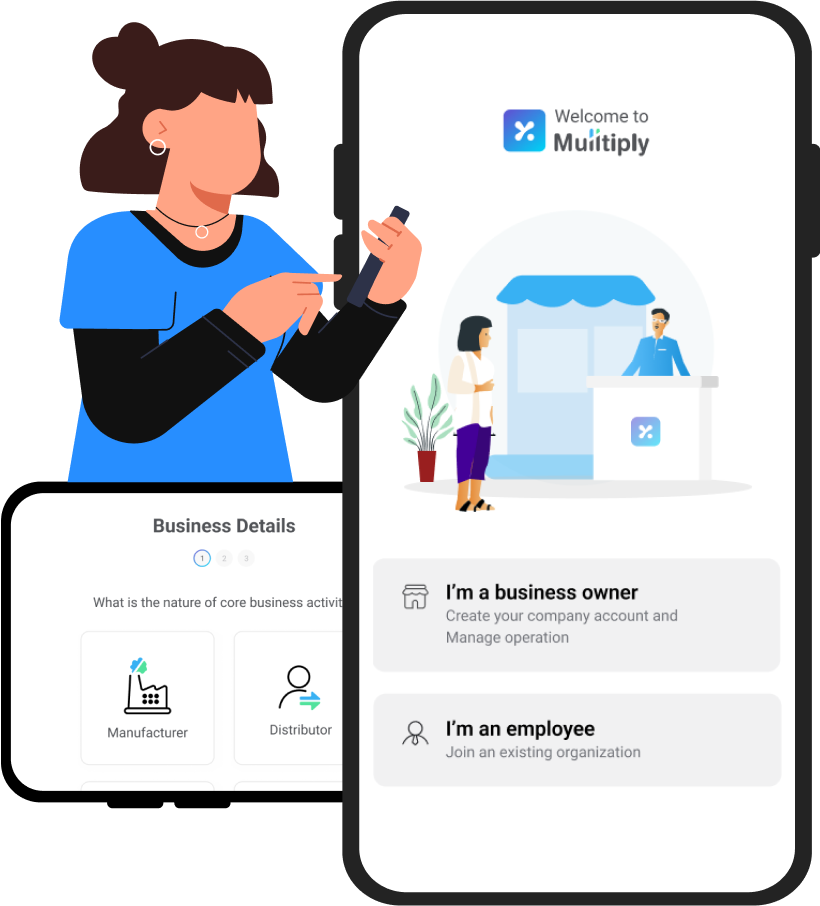 Welcome to
Mulltiply
I'm a business owner
Create your company account and
Manage operation
I'm an employee
Join an existing organization
Business Details
1 2 3
What is the nature of core business activit
Manufacturer
Distributor